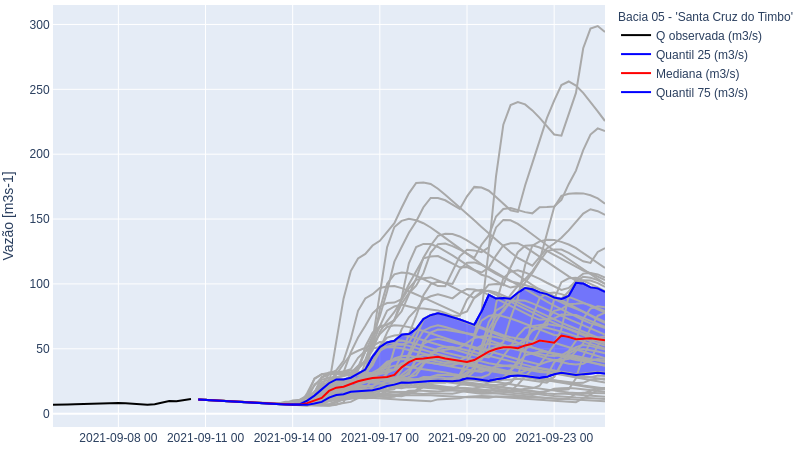 Bacia 05 - 'Santa Cruz do Timbo'
Q observada (m3/s)
Quantil 25 (m3/s)
Mediana (m3/s)
Quantil 75 (m3/s)
Vazão [m3s-1]
300
250
200
150
100
50
0
2021-09-08 00
2021-09-11 00
2021-09-14 00
2021-09-17 00
2021-09-20 00
2021-09-23 00